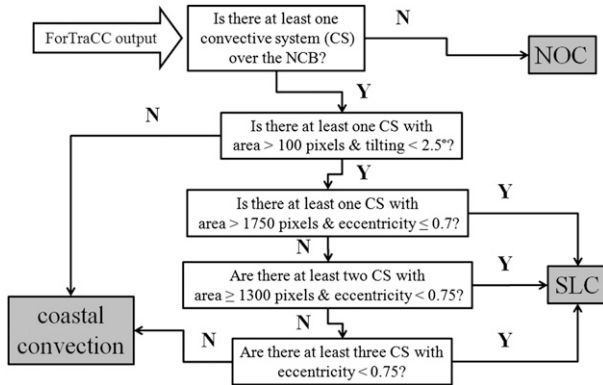 ForTraCC output
Is there at least one
convective system (CS)
over the NCB?
N
NOC
Y
N
Is there at least one CS with
area > 100 pixels & tilting < 2.5°?
Y
Is there at least one CS with
area > 1750 pixels & eccentricity ≤ 0.7?
Y
N
Are there at least two CS with
area ≥ 1300 pixels & eccentricity < 0.75?
Y
SLC
coastal
convection
N
N
Are there at least three CS with
eccentricity < 0.75?
Y